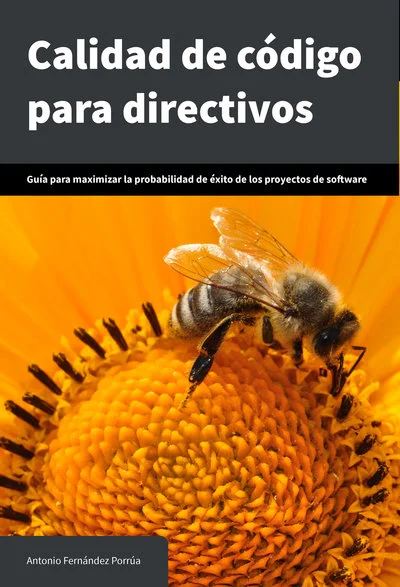 Calidad de código
para directivos
Guía para maximizar la probabilidad de éxito de los proyectos de software
Antonio Fernández Porrúa